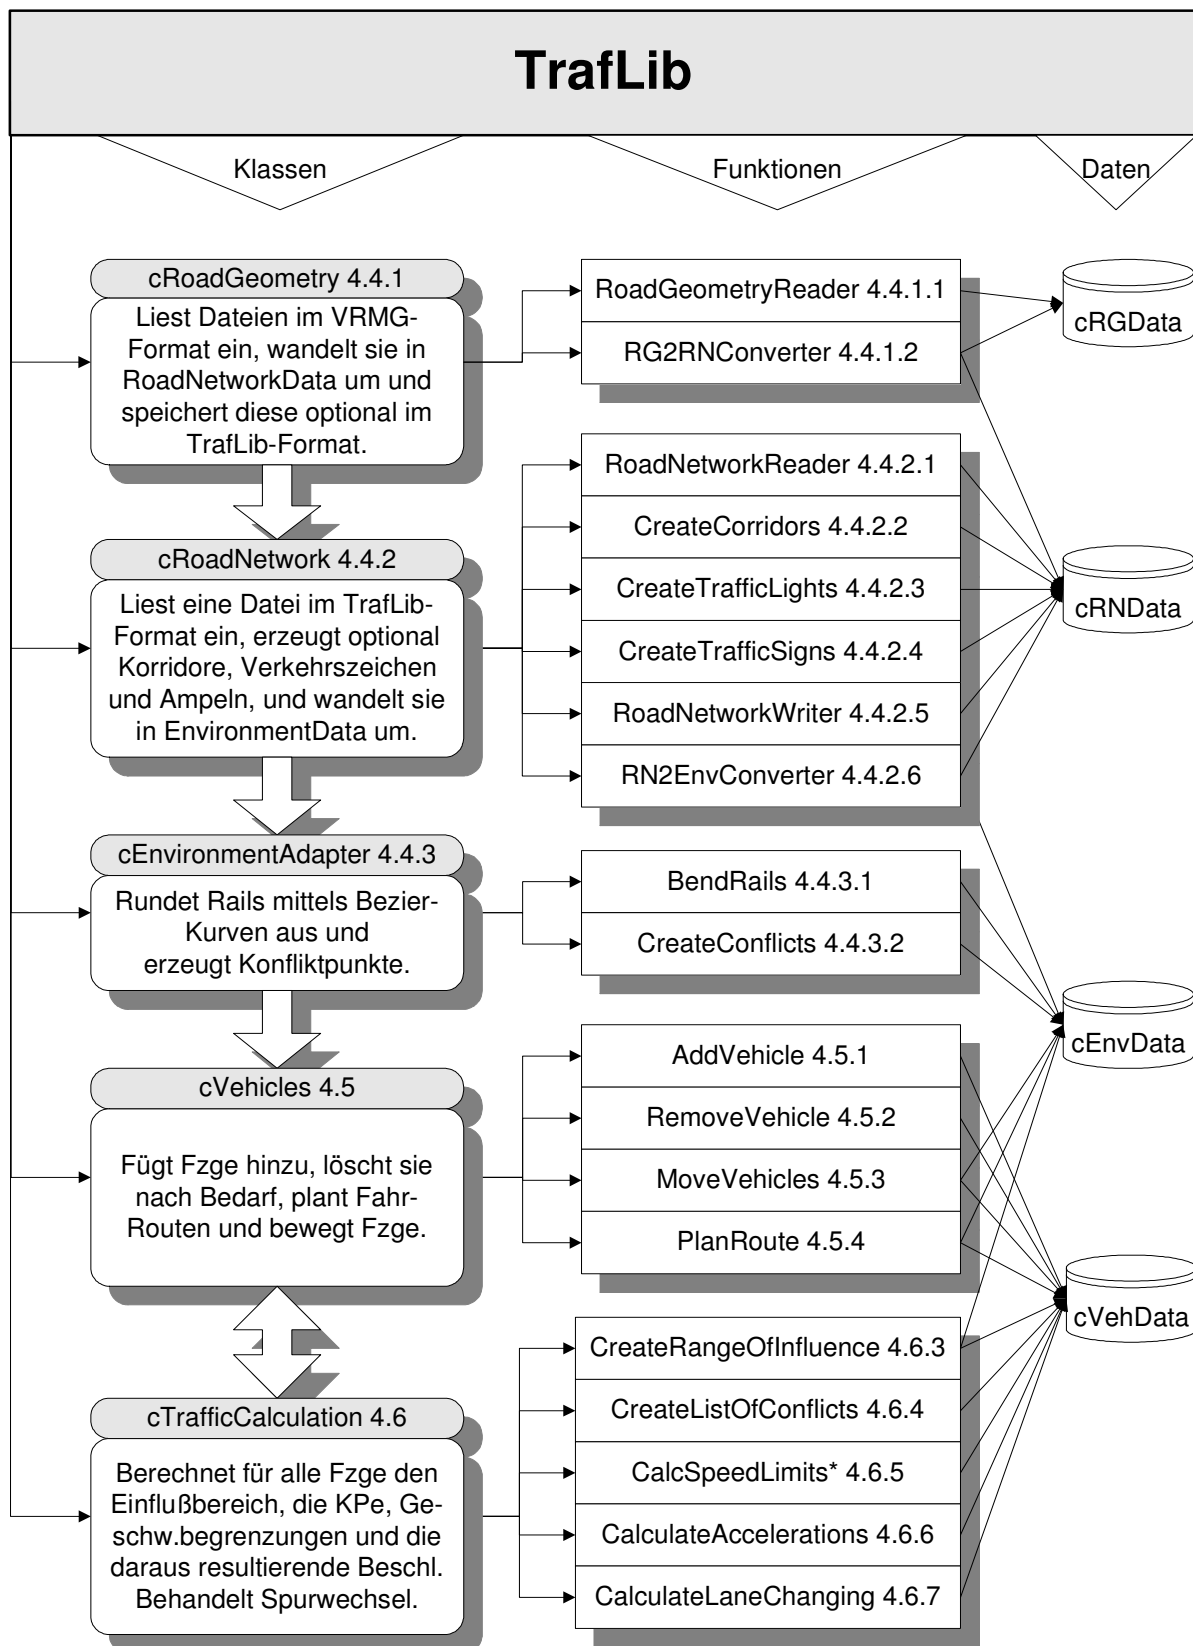 TrafLib
Klassen
Funktionen
Daten
cRoadGeometry 4.4.1
Liest Dateien im VRMG-
Format ein, wandelt sie in
RoadNetworkData um und
speichert diese optional im
TrafLib-Format.
RoadGeometryReader 4.4.1.1
RG2RNConverter 4.4.1.2
cRGData
cRoadNetwork 4.4.2
Liest eine Datei im TrafLib-
Format ein, erzeugt optional
Korridore, Verkehrszeichen
und Ampeln, und wandelt sie
in EnvironmentData um.
RoadNetworkReader 4.4.2.1
CreateCorridors 4.4.2.2
CreateTrafficLights 4.4.2.3
CreateTrafficSigns 4.4.2.4
RoadNetworkWriter 4.4.2.5
RN2EnvConverter 4.4.2.6
cRNData
cEnvironmentAdapter 4.4.3
Rundet Rails mittels Bezier-
Kurven aus und
erzeugt Konfliktpunkte.
BendRails 4.4.3.1
CreateConflicts 4.4.3.2
cEnvData
cVehicles 4.5
Fügt Fzge hinzu, löscht sie
nach Bedarf, plant Fahr-
Routen und bewegt Fzge.
AddVehicle 4.5.1
RemoveVehicle 4.5.2
MoveVehicles 4.5.3
PlanRoute 4.5.4
cVehData
cTrafficCalculation 4.6
Berechnet für alle Fzge den
Einflußbereich, die KPe, Ge-
schw.begrenzungen und die
daraus resultierende Beschl.
Behandelt Spurwechsel.
CreateRangeOfInfluence 4.6.3
CreateListOfConflicts 4.6.4
CalcSpeedLimits* 4.6.5
CalculateAccelerations 4.6.6
CalculateLaneChanging 4.6.7